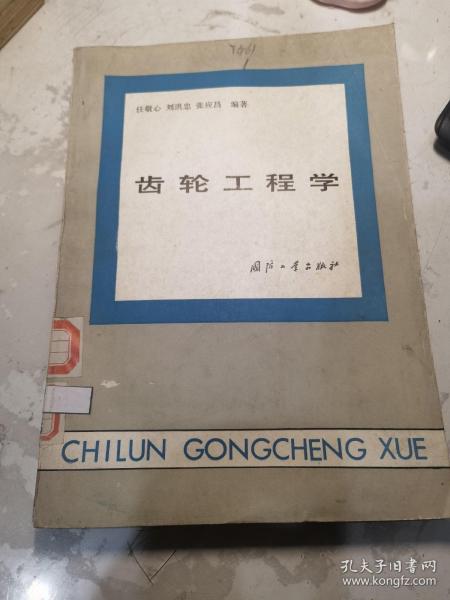 任敬心 刘洪忠 张应昌 编著
齿轮工程学
国防工业出版社
CHILUN GONGCHENG XUE
孔夫子旧书网
www.kongfz.com